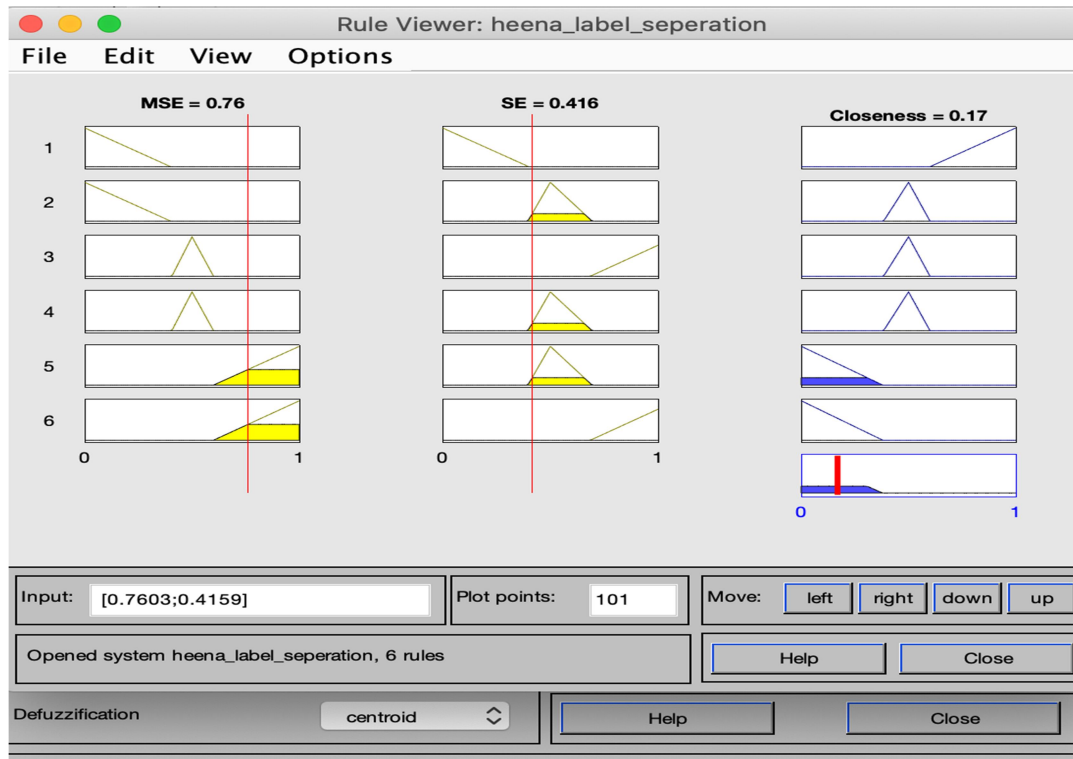 Rule Viewer: heena_label_seperation
File Edit View Options
MSE = 0.76 SE = 0.416 Closeness = 0.17
1
2
3
4
5
6
0 1 0 1
0 1
Input: [0.7603;0.4159] Plot points: 101 Move: left right down up
Opened system heena_label_seperation, 6 rules Help Close
Defuzzification centroid Help Close